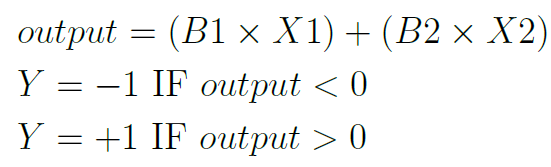 output = (B1 × X1) + (B2 × X2)
Y = −1 IF output < 0
Y = +1 IF output > 0